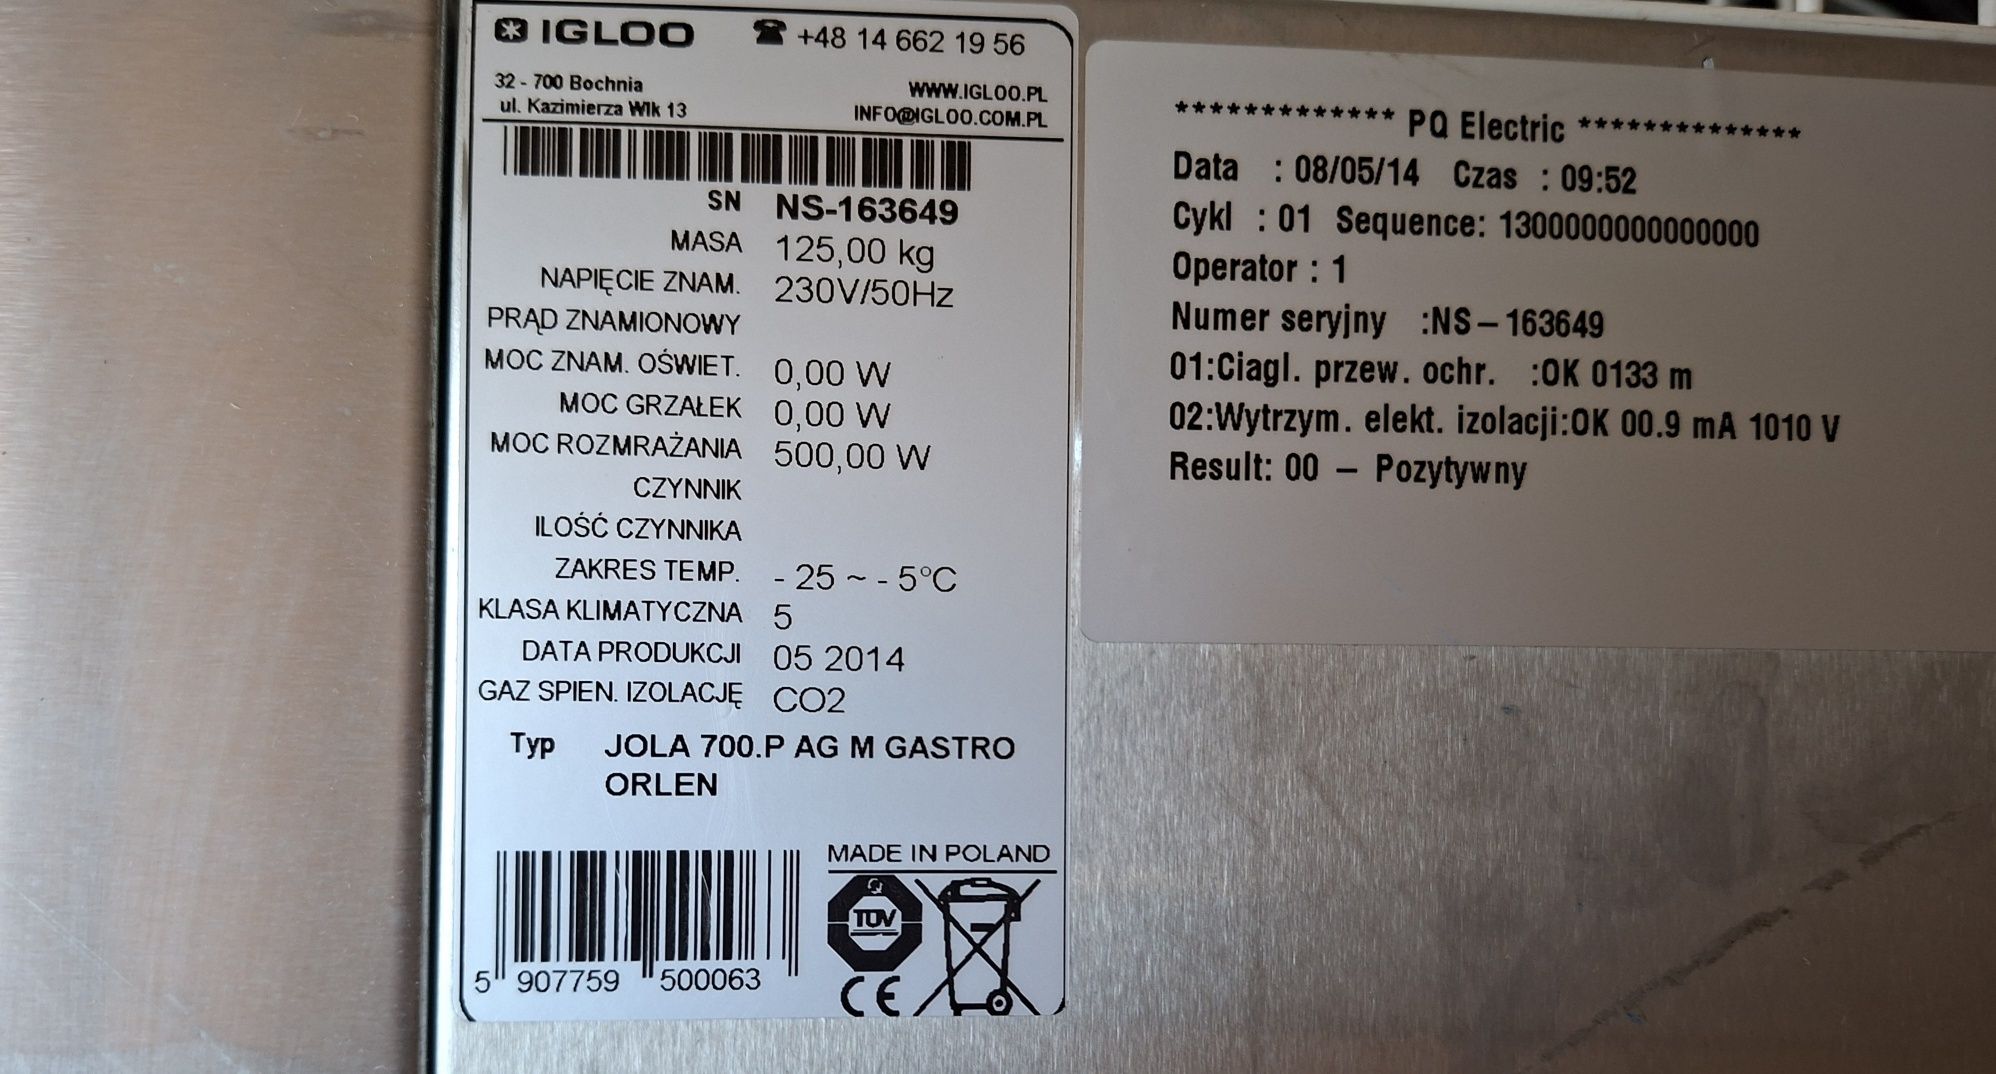 IGLOO +48 14 662 19 56
32 - 700 Bochnia
ul. Kazimierza Wlk 13
WWW.IGLOO.PL
INFO@IGLOO.COM.PL
SN NS-163649
MASA 125,00 kg
NAPIĘCIE ZNAM. 230V/50Hz
PRĄD ZNAMIONOWY
MOC ZNAM. OŚWIET. 0,00 W
MOC GRZAŁEK 0,00 W
MOC ROZMRAŻANIA 500,00 W
CZYNNIK
ILOŚĆ CZYNNIKA
ZAKRES TEMP. - 25 ~ - 5°C
KLASA KLIMATYCZNA 5
DATA PRODUKCJI 05 2014
GAZ SPIEN. IZOLACJĘ CO2
Typ JOLA 700.P AG M GASTRO
ORLEN
MADE IN POLAND
TÜV
CE
5 907759 500063
************* PQ Electric **************
Data : 08/05/14 Czas : 09:52
Cykl : 01 Sequence: 1300000000000000
Operator : 1
Numer seryjny :NS-163649
01:Ciagl. przew. ochr. :OK 0133 m
02:Wytrzym. elekt. izolacji:OK 00.9 mA 1010 V
Result: 00 - Pozytywny